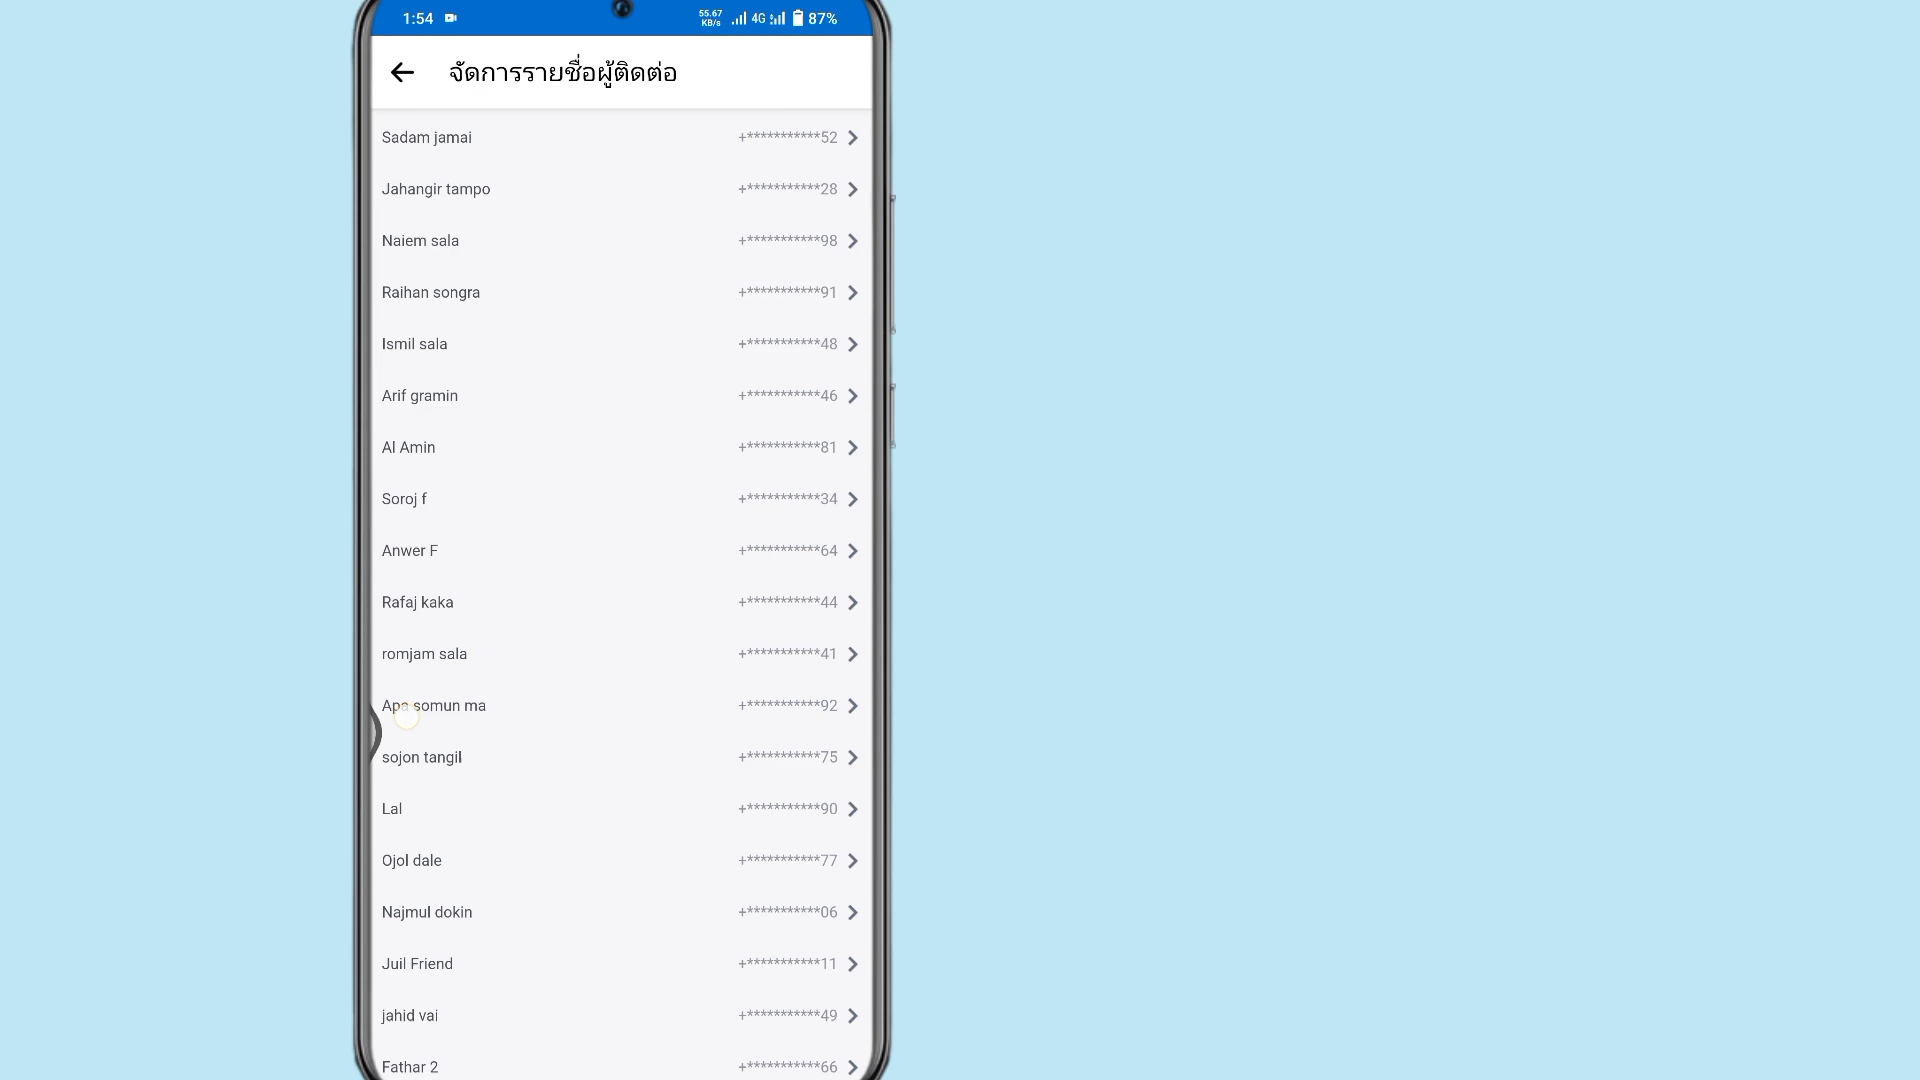 1:54 55.67 KB/s 4G 87%
จัดการรายชื่อผู้ติดต่อ
Sadam jamai +***********52
Jahangir tampo +***********28
Naiem sala +***********98
Raihan songra +***********91
Ismil sala +***********48
Arif gramin +***********46
Al Amin +***********81
Soroj f +***********34
Anwer F +***********64
Rafaj kaka +***********44
romjam sala +***********41
Apa somun ma +***********92
sojon tangil +***********75
Lal +***********90
Ojol dale +***********77
Najmul dokin +***********06
Juil Friend +***********11
jahid vai +***********49
Fathar 2 +***********66